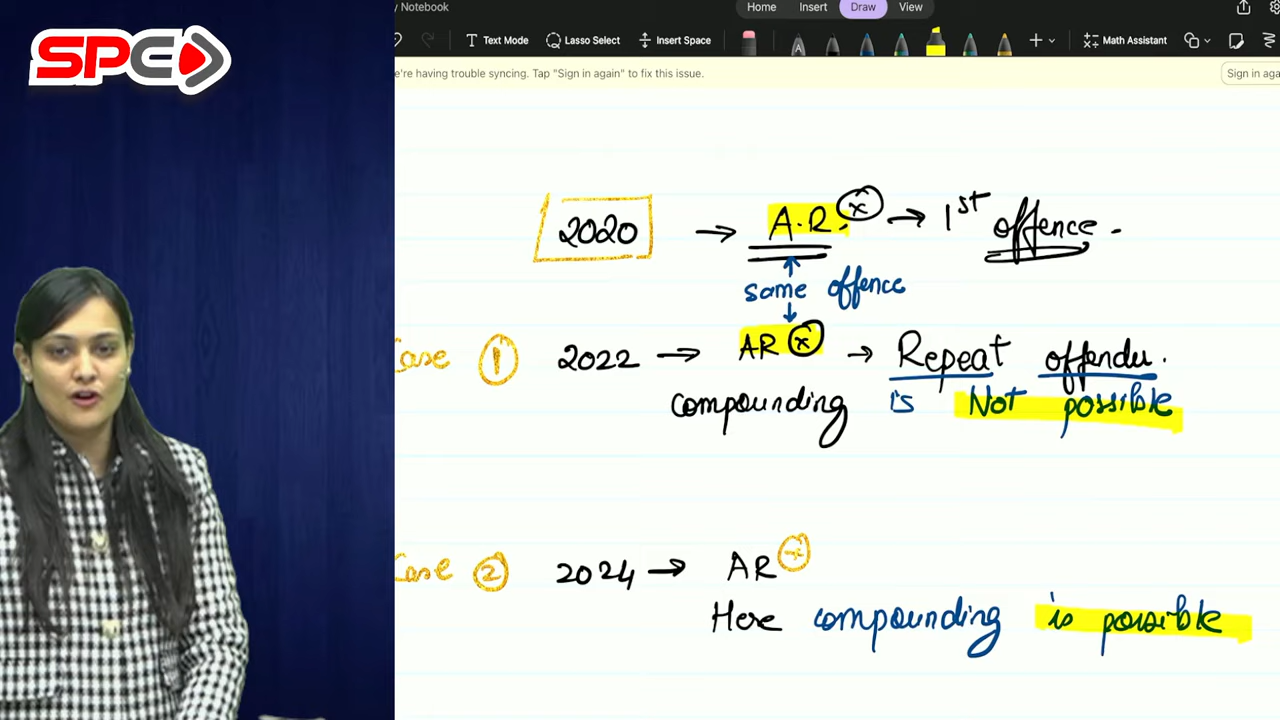 y Notebook
Home Insert Draw View
SPC
Text Mode Lasso Select Insert Space Math Assistant
e're having trouble syncing. Tap "Sign in again" to fix this issue.
Sign in aga
2020 → A.R. x → 1st offence.
same offence
Case 1 2022 → AR x → Repeat offender.
compounding is Not possible
Case 2 2024 → AR x
Here compounding is possible